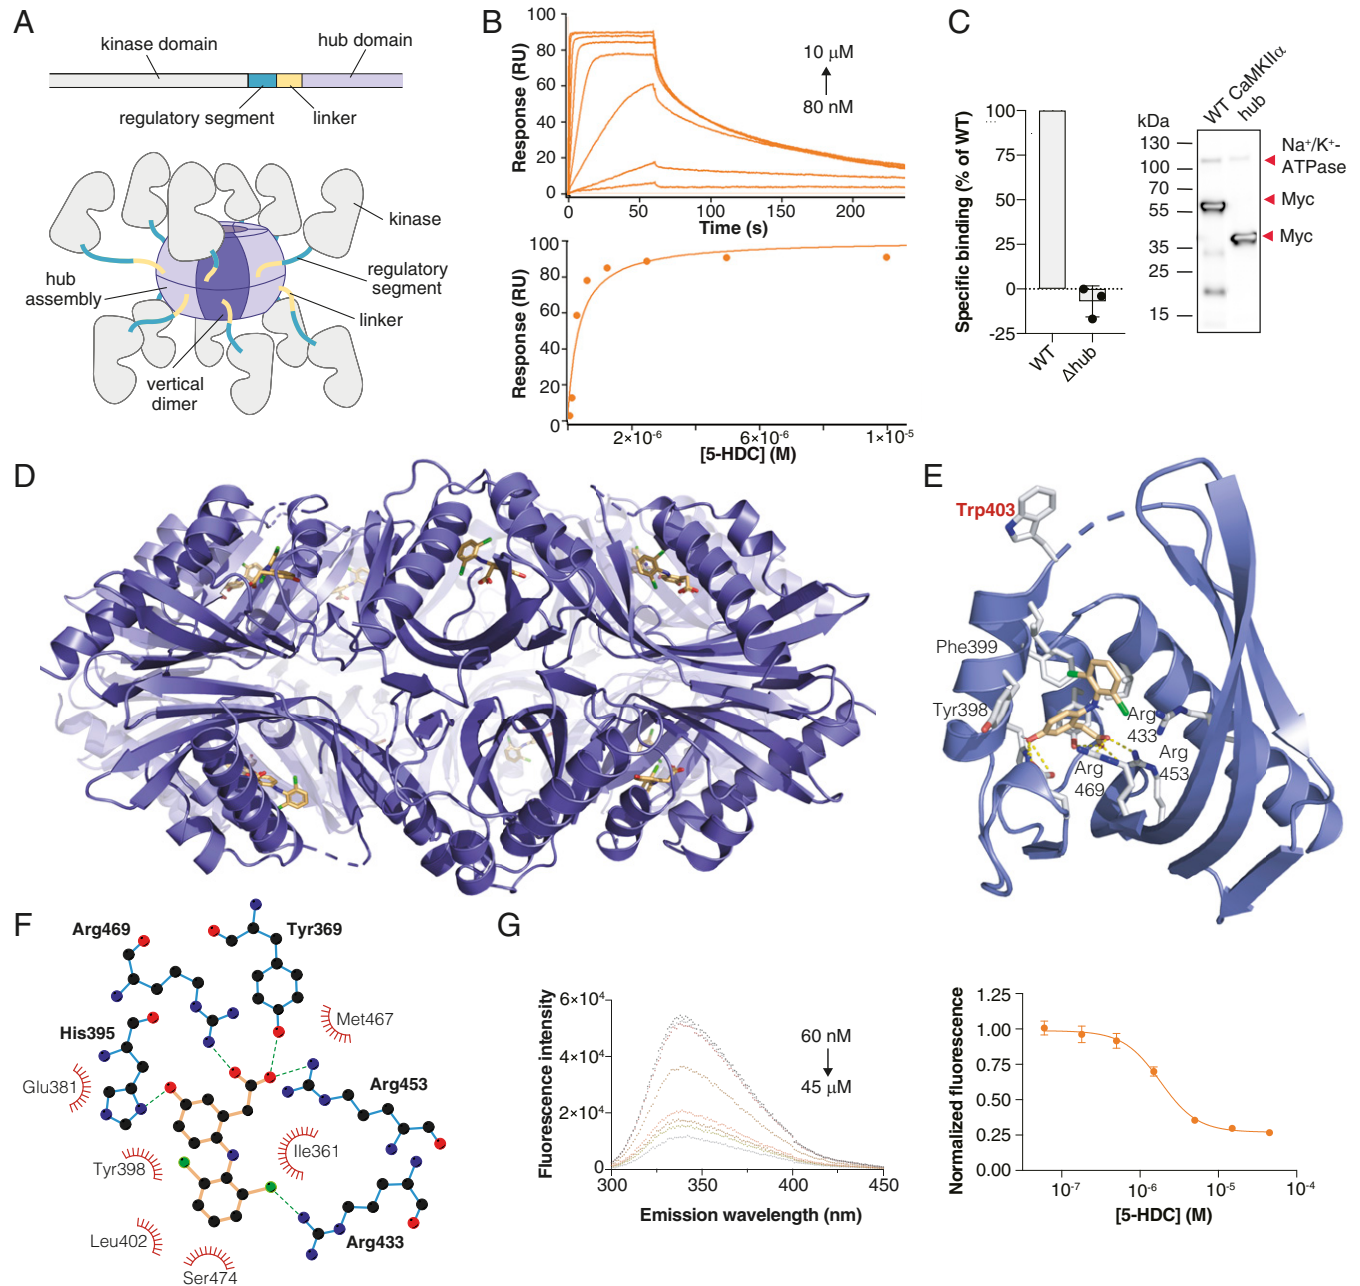 A
kinase domain
hub domain
regulatory segment
linker
kinase
hub
assembly
regulatory
segment
linker
vertical
dimer
B
Response (RU)
100
80
60
40
20
0
10 µM
80 nM
0
50
100
150
200
Time (s)
Response (RU)
100
80
60
40
20
0
2×10⁻⁶
6×10⁻⁶
1×10⁻⁵
[5-HDC] (M)
C
Specific binding (% of WT)
100
75
50
25
0
-25
WT
Δhub
WT CaMKIIα
hub
kDa
130
100
70
55
35
25
15
Na⁺/K⁺-
ATPase
Myc
Myc
D
E
Trp403
Phe399
Tyr398
Arg
433
Arg
453
Arg
469
F
Arg469
Tyr369
Met467
His395
Glu381
Arg453
Ile361
Tyr398
Leu402
Arg433
Ser474
G
Fluorescence intensity
6×10⁴
4×10⁴
2×10⁴
0
60 nM
45 µM
300
350
400
450
Emission wavelength (nm)
Normalized fluorescence
1.25
1.00
0.75
0.50
0.00
10⁻⁷
10⁻⁶
10⁻⁵
10⁻⁴
[5-HDC] (M)